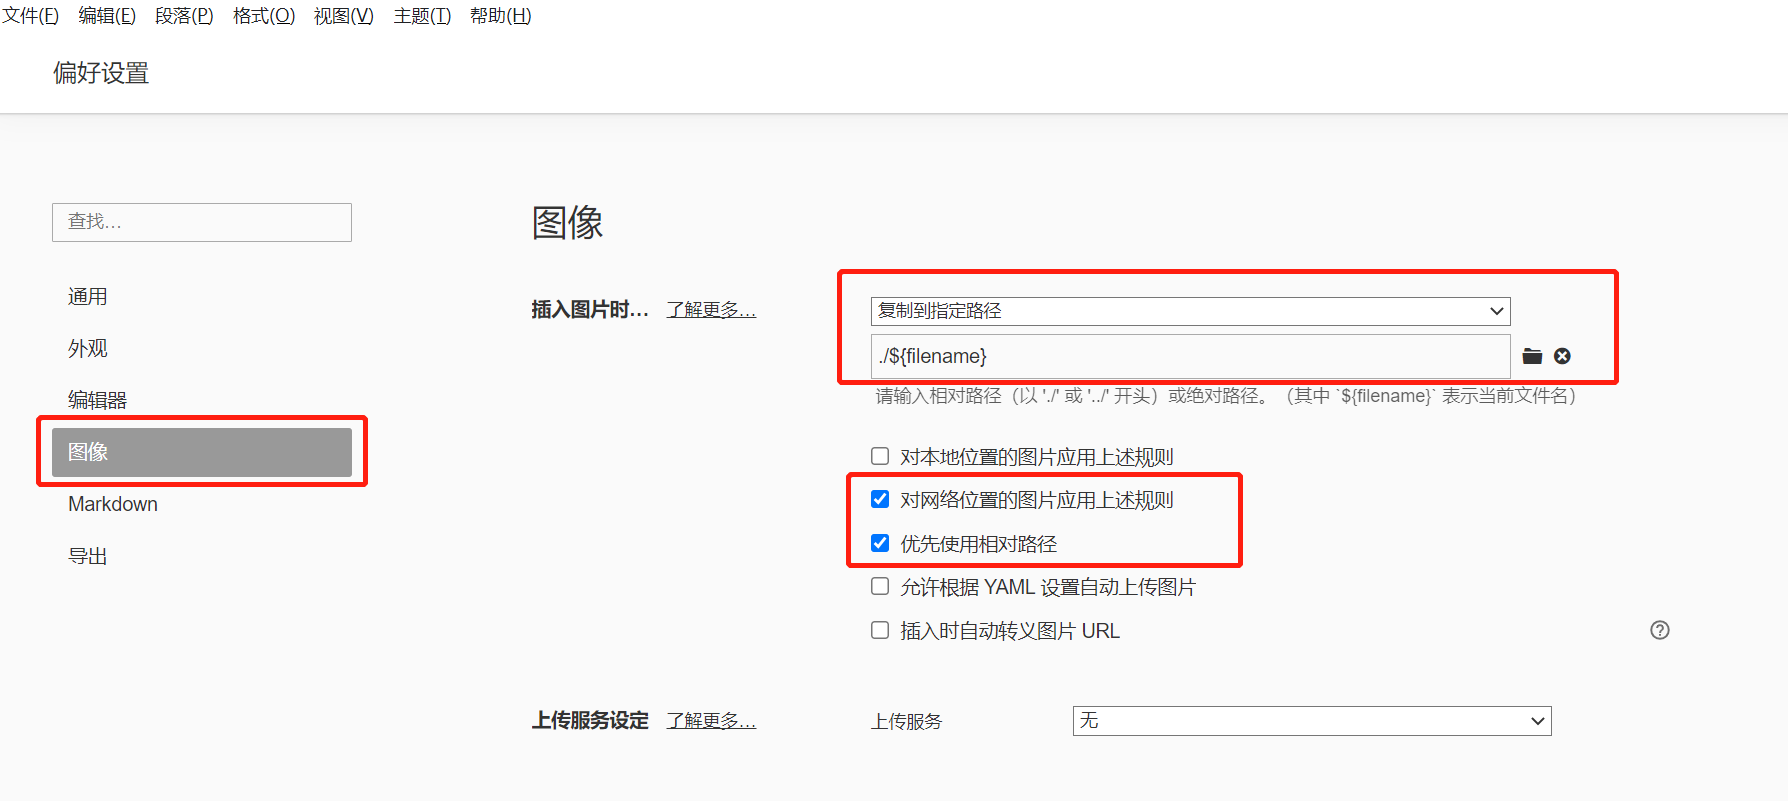 文件(F) 编辑(E) 段落(P) 格式(O) 视图(V) 主题(T) 帮助(H)
偏好设置
查找...
通用
外观
编辑器
图像
Markdown
导出
图像
插入图片时... 了解更多...
复制到指定路径
./${filename}
请输入相对路径（以 './' 或 '../' 开头）或绝对路径。（其中 `${filename}` 表示当前文件名）
对本地位置的图片应用上述规则
对网络位置的图片应用上述规则
优先使用相对路径
允许根据 YAML 设置自动上传图片
插入时自动转义图片 URL
上传服务设定 了解更多...
上传服务 无